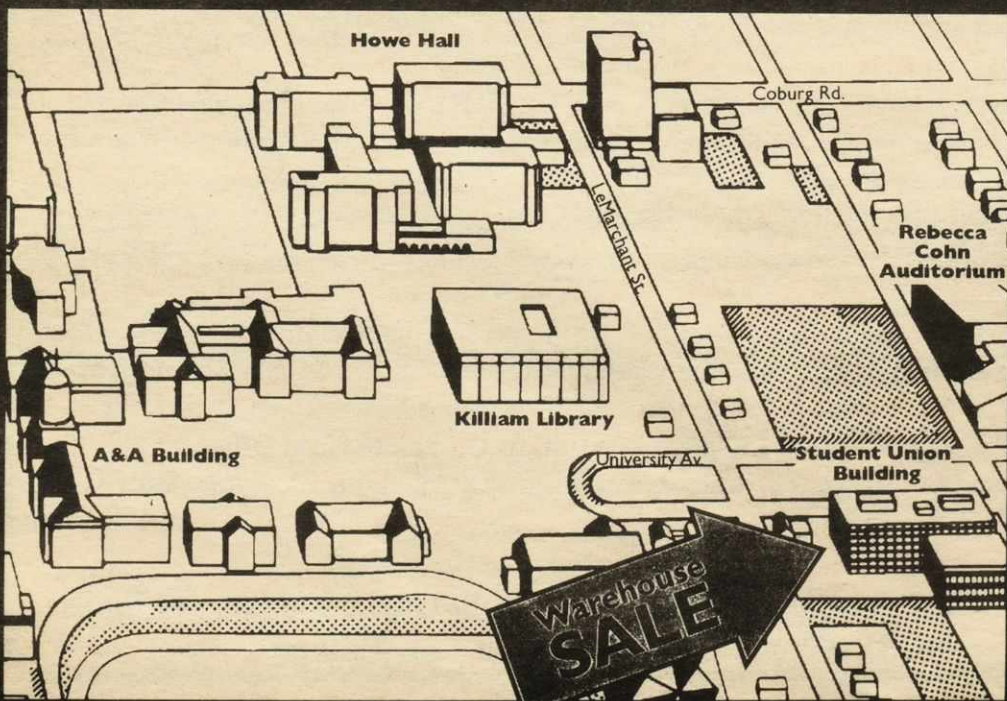 Howe Hall
Coburg Rd.
LeMarchant St.
Rebecca
Cohn
Auditorium
Killiam Library
A&A Building
University Av
Student Union
Building
Warehouse
SALE